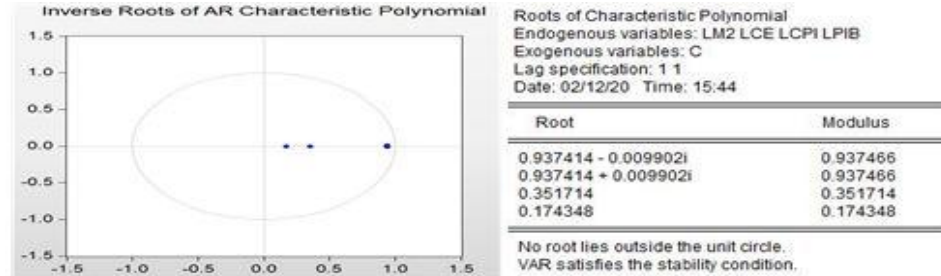 Inverse Roots of AR Characteristic Polynomial
1.5
1.0
0.5
0.0
-0.5
-1.0
-1.5
-1.5 -1.0 -0.5 0.0 0.5 1.0 1.5
Roots of Characteristic Polynomial
Endogenous variables: LM2 LCE LCPI LPIB
Exogenous variables: C
Lag specification: 1 1
Date: 02/12/20 Time: 15:44
Root Modulus
0.937414 - 0.009902i 0.937466
0.937414 + 0.009902i 0.937466
0.351714 0.351714
0.174348 0.174348
No root lies outside the unit circle.
VAR satisfies the stability condition.